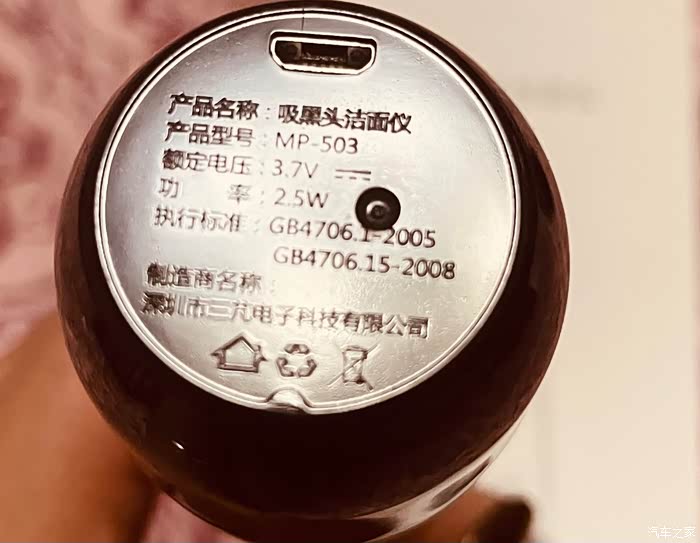 产品名称：吸黑头洁面仪
产品型号：MP-503
额定电压：3.7V
功 率：2.5W
执行标准：GB4706.1-2005
GB4706.15-2008
制造商名称：
深圳市三芃电子科技有限公司
汽车之家